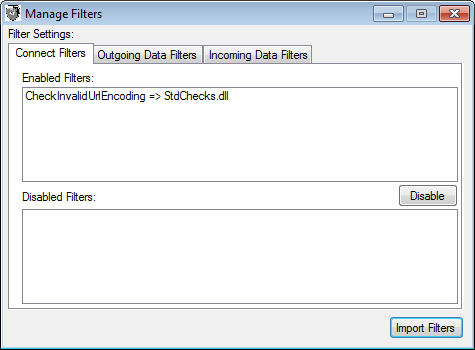 Manage Filters
Filter Settings:
Connect Filters
Outgoing Data Filters
Incoming Data Filters
Enabled Filters:
CheckInvalidUrlEncoding => StdChecks.dll
Disabled Filters:
Disable
Import Filters